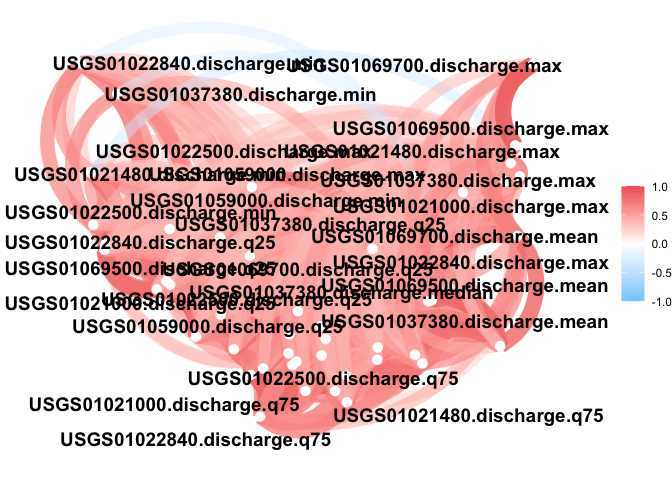 USGS01022840.discharge.min
USGS01069700.discharge.max
USGS01037380.discharge.min
USGS01069500.discharge.max
USGS01022500.discharge.max
USGS01021480.discharge.max
USGS01021480.discharge.min
USGS01059000.discharge.max
USGS01037380.discharge.max
USGS01059000.discharge.min
USGS01021000.discharge.max
USGS01022500.discharge.min
USGS01037380.discharge.q25
USGS01069700.discharge.mean
USGS01022840.discharge.q25
USGS01022840.discharge.max
USGS01069500.discharge.q25
USGS01069700.discharge.q25
USGS01069500.discharge.mean
USGS01037380.discharge.median
USGS01021000.discharge.q25
USGS01022500.discharge.q25
USGS01037380.discharge.mean
USGS01059000.discharge.q25
USGS01022500.discharge.q75
USGS01021000.discharge.q75
USGS01021480.discharge.q75
USGS01022840.discharge.q75
1.0
0.5
0.0
-0.5
-1.0